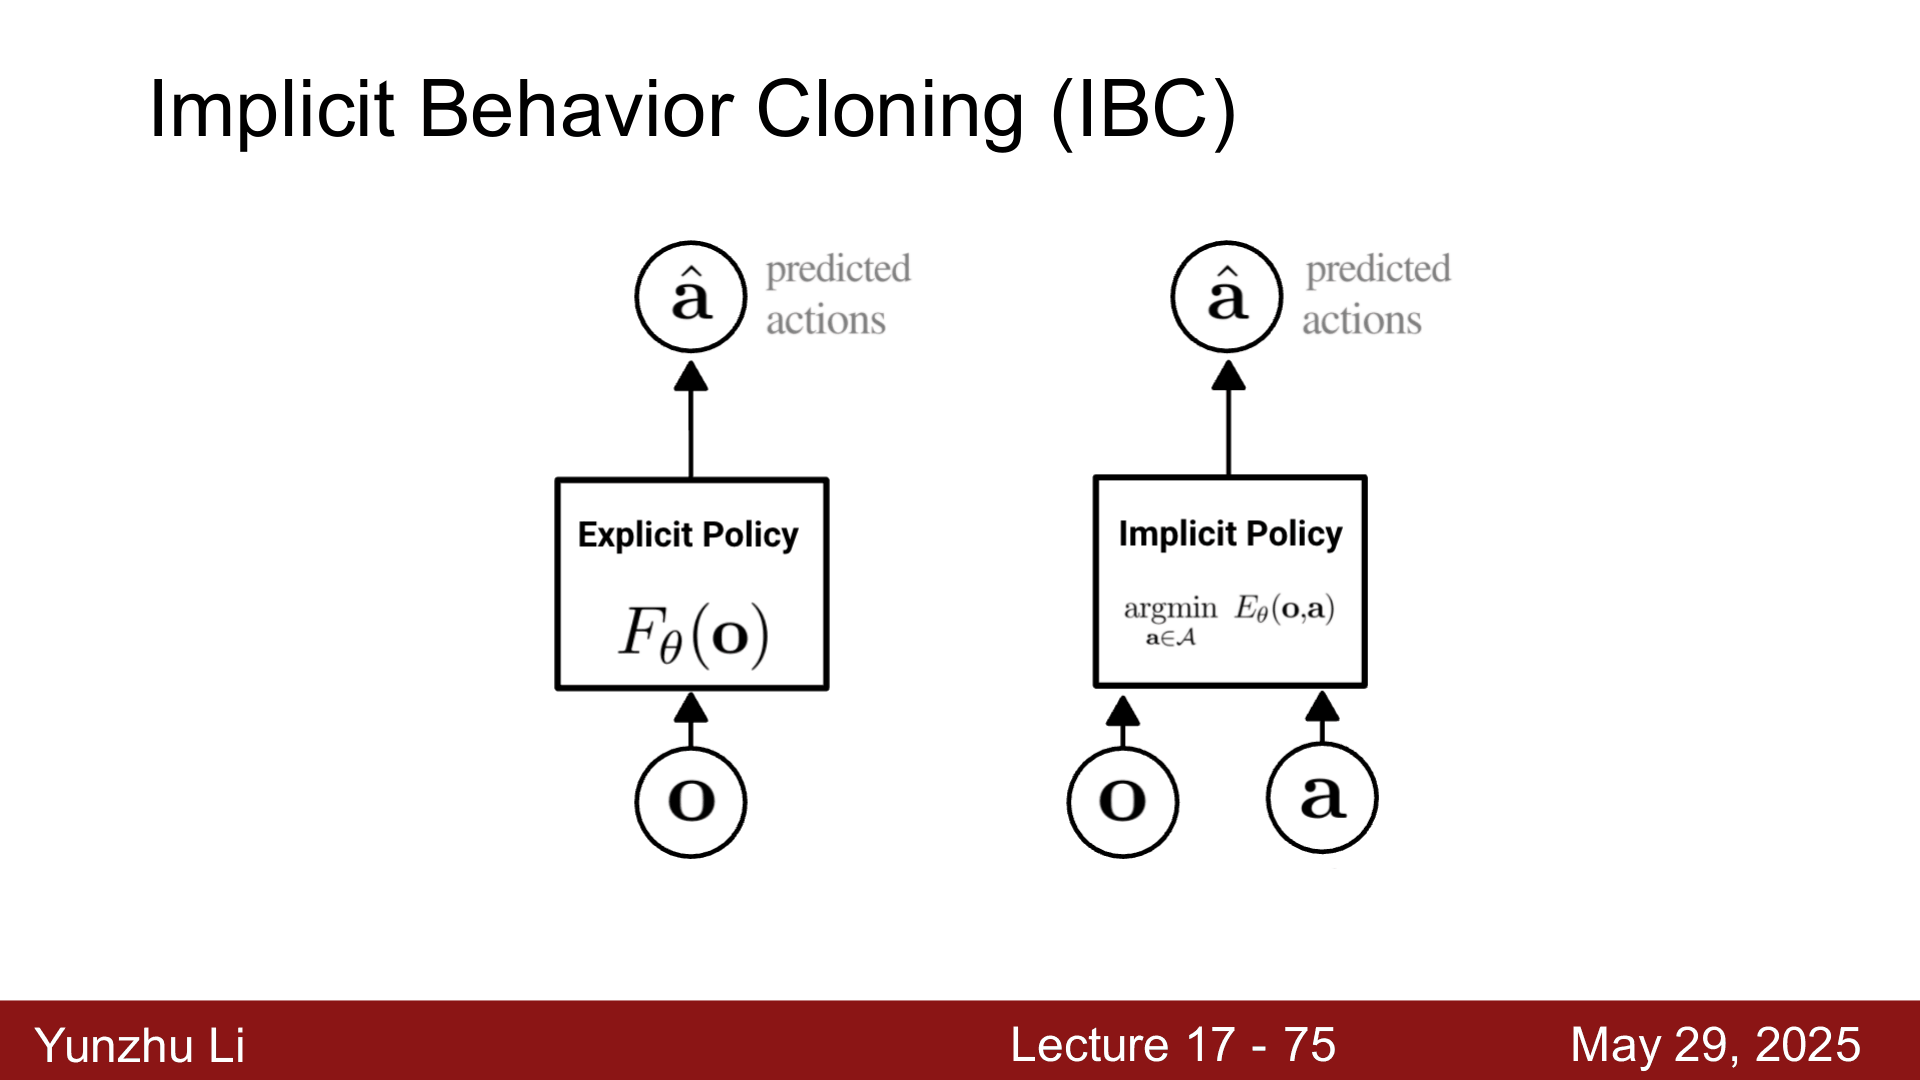 Implicit Behavior Cloning (IBC)
â
predicted
actions
Explicit Policy
F_θ(o)
o
â
predicted
actions
Implicit Policy
argmin E_θ(o,a)
a∈𝒜
o
a
Yunzhu Li
Lecture 17 - 75
May 29, 2025